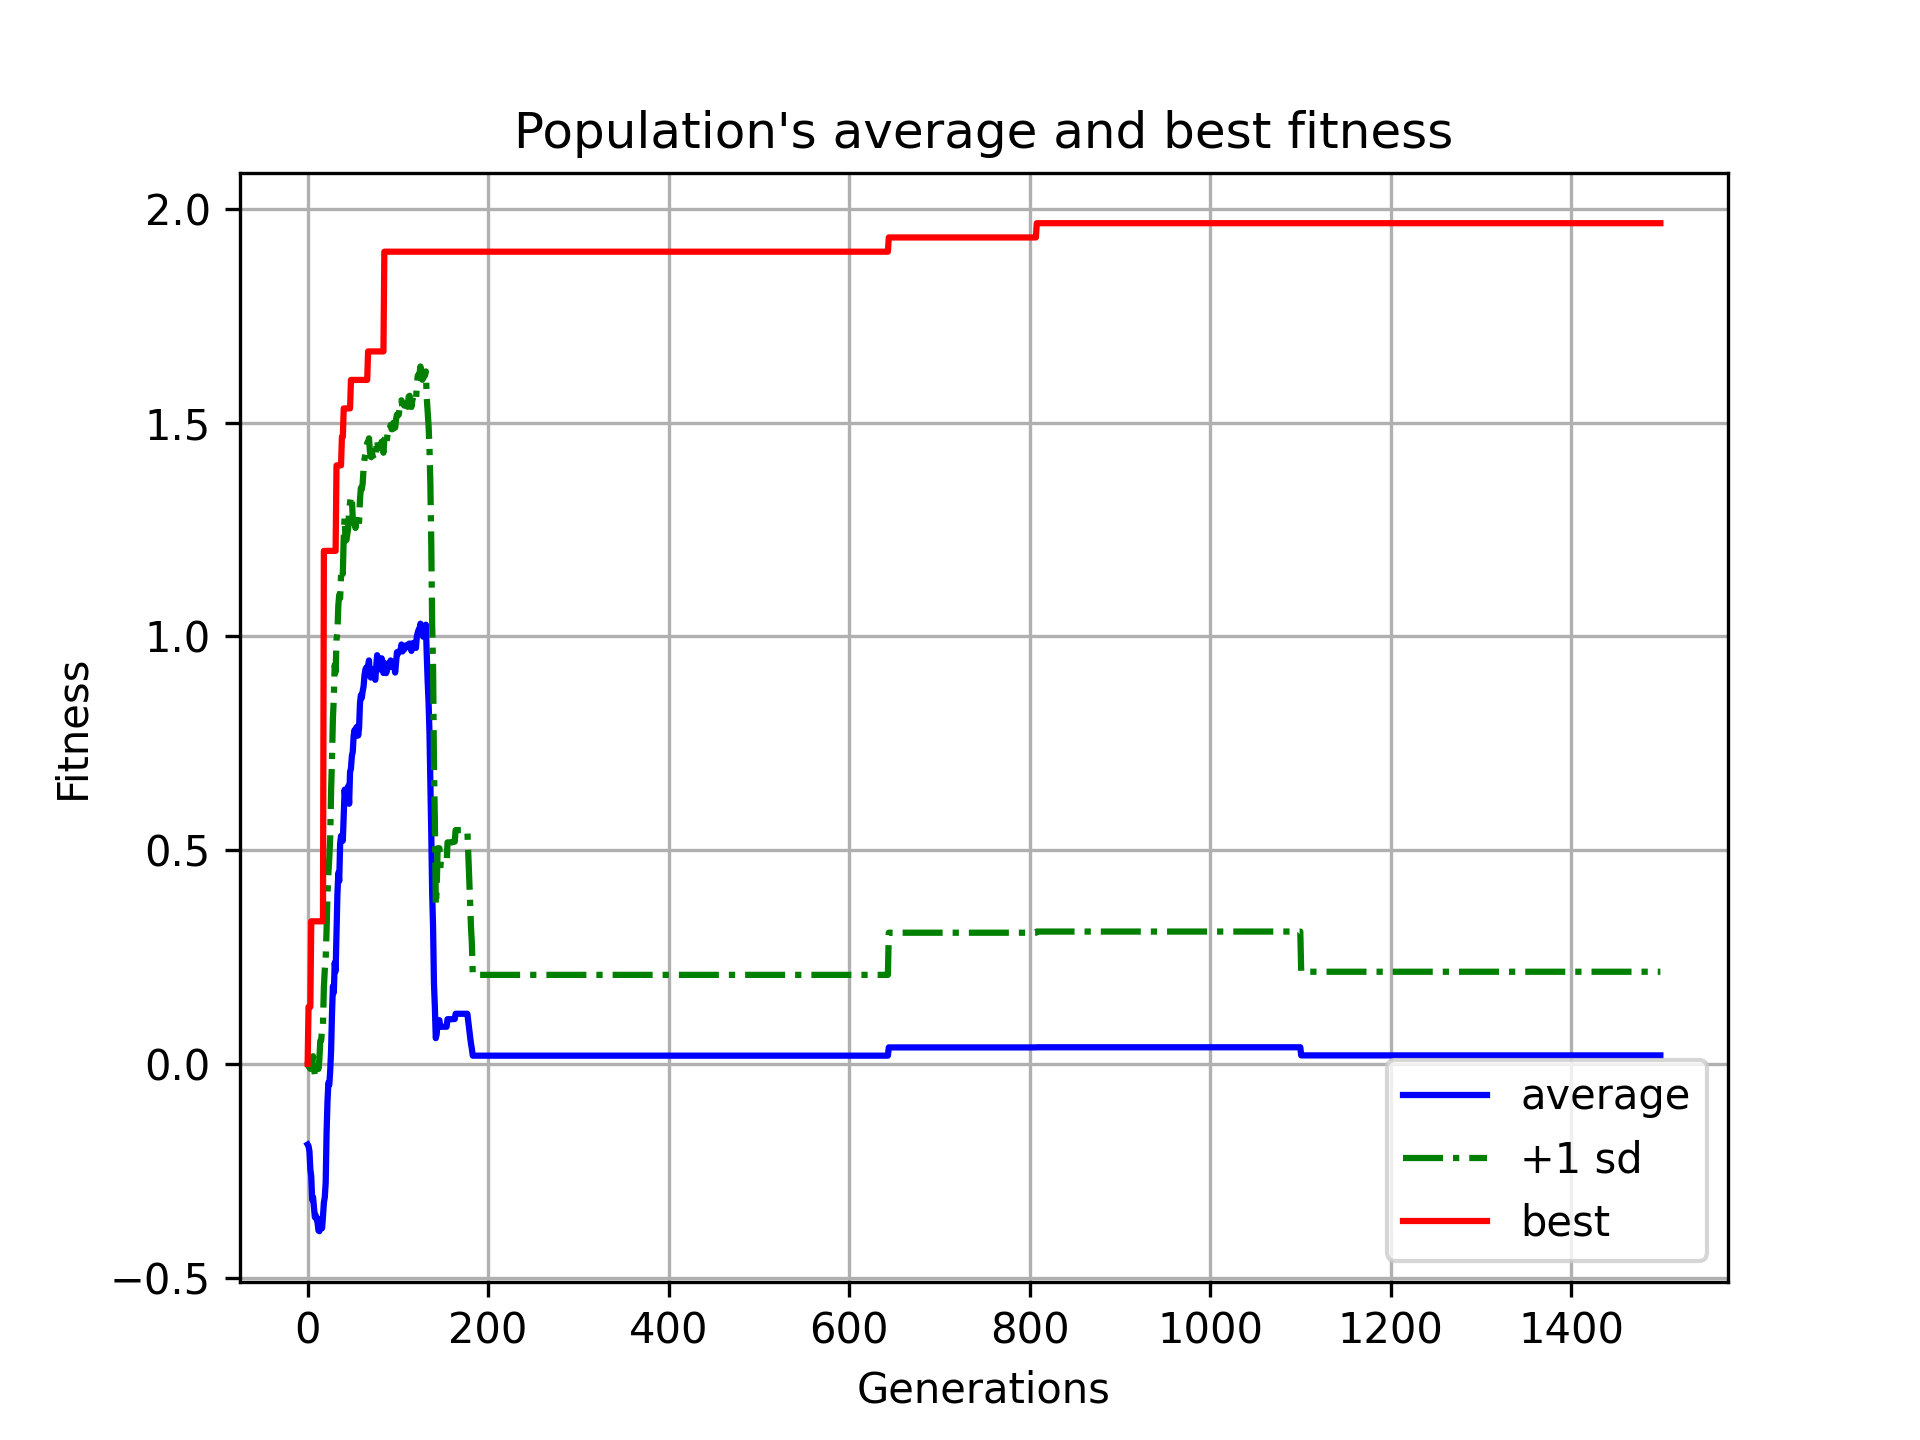 Population's average and best fitness
2.0
1.5
1.0
0.5
0.0
−0.5
Fitness
0 200 400 600 800 1000 1200 1400
Generations
average
+1 sd
best